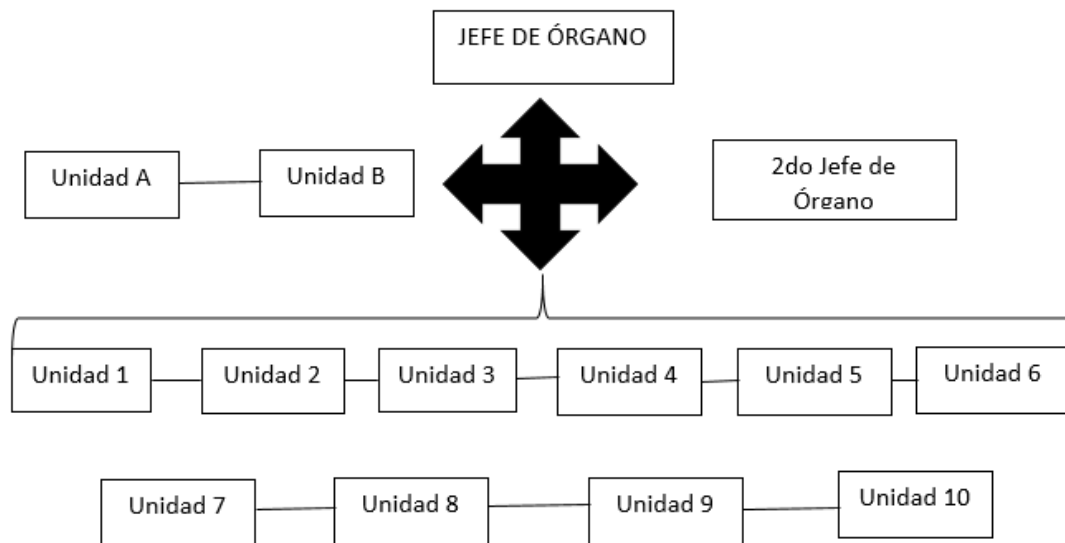 JEFE DE ÓRGANO
Unidad A
Unidad B
2do Jefe de
Órgano
Unidad 1
Unidad 2
Unidad 3
Unidad 4
Unidad 5
Unidad 6
Unidad 7
Unidad 8
Unidad 9
Unidad 10